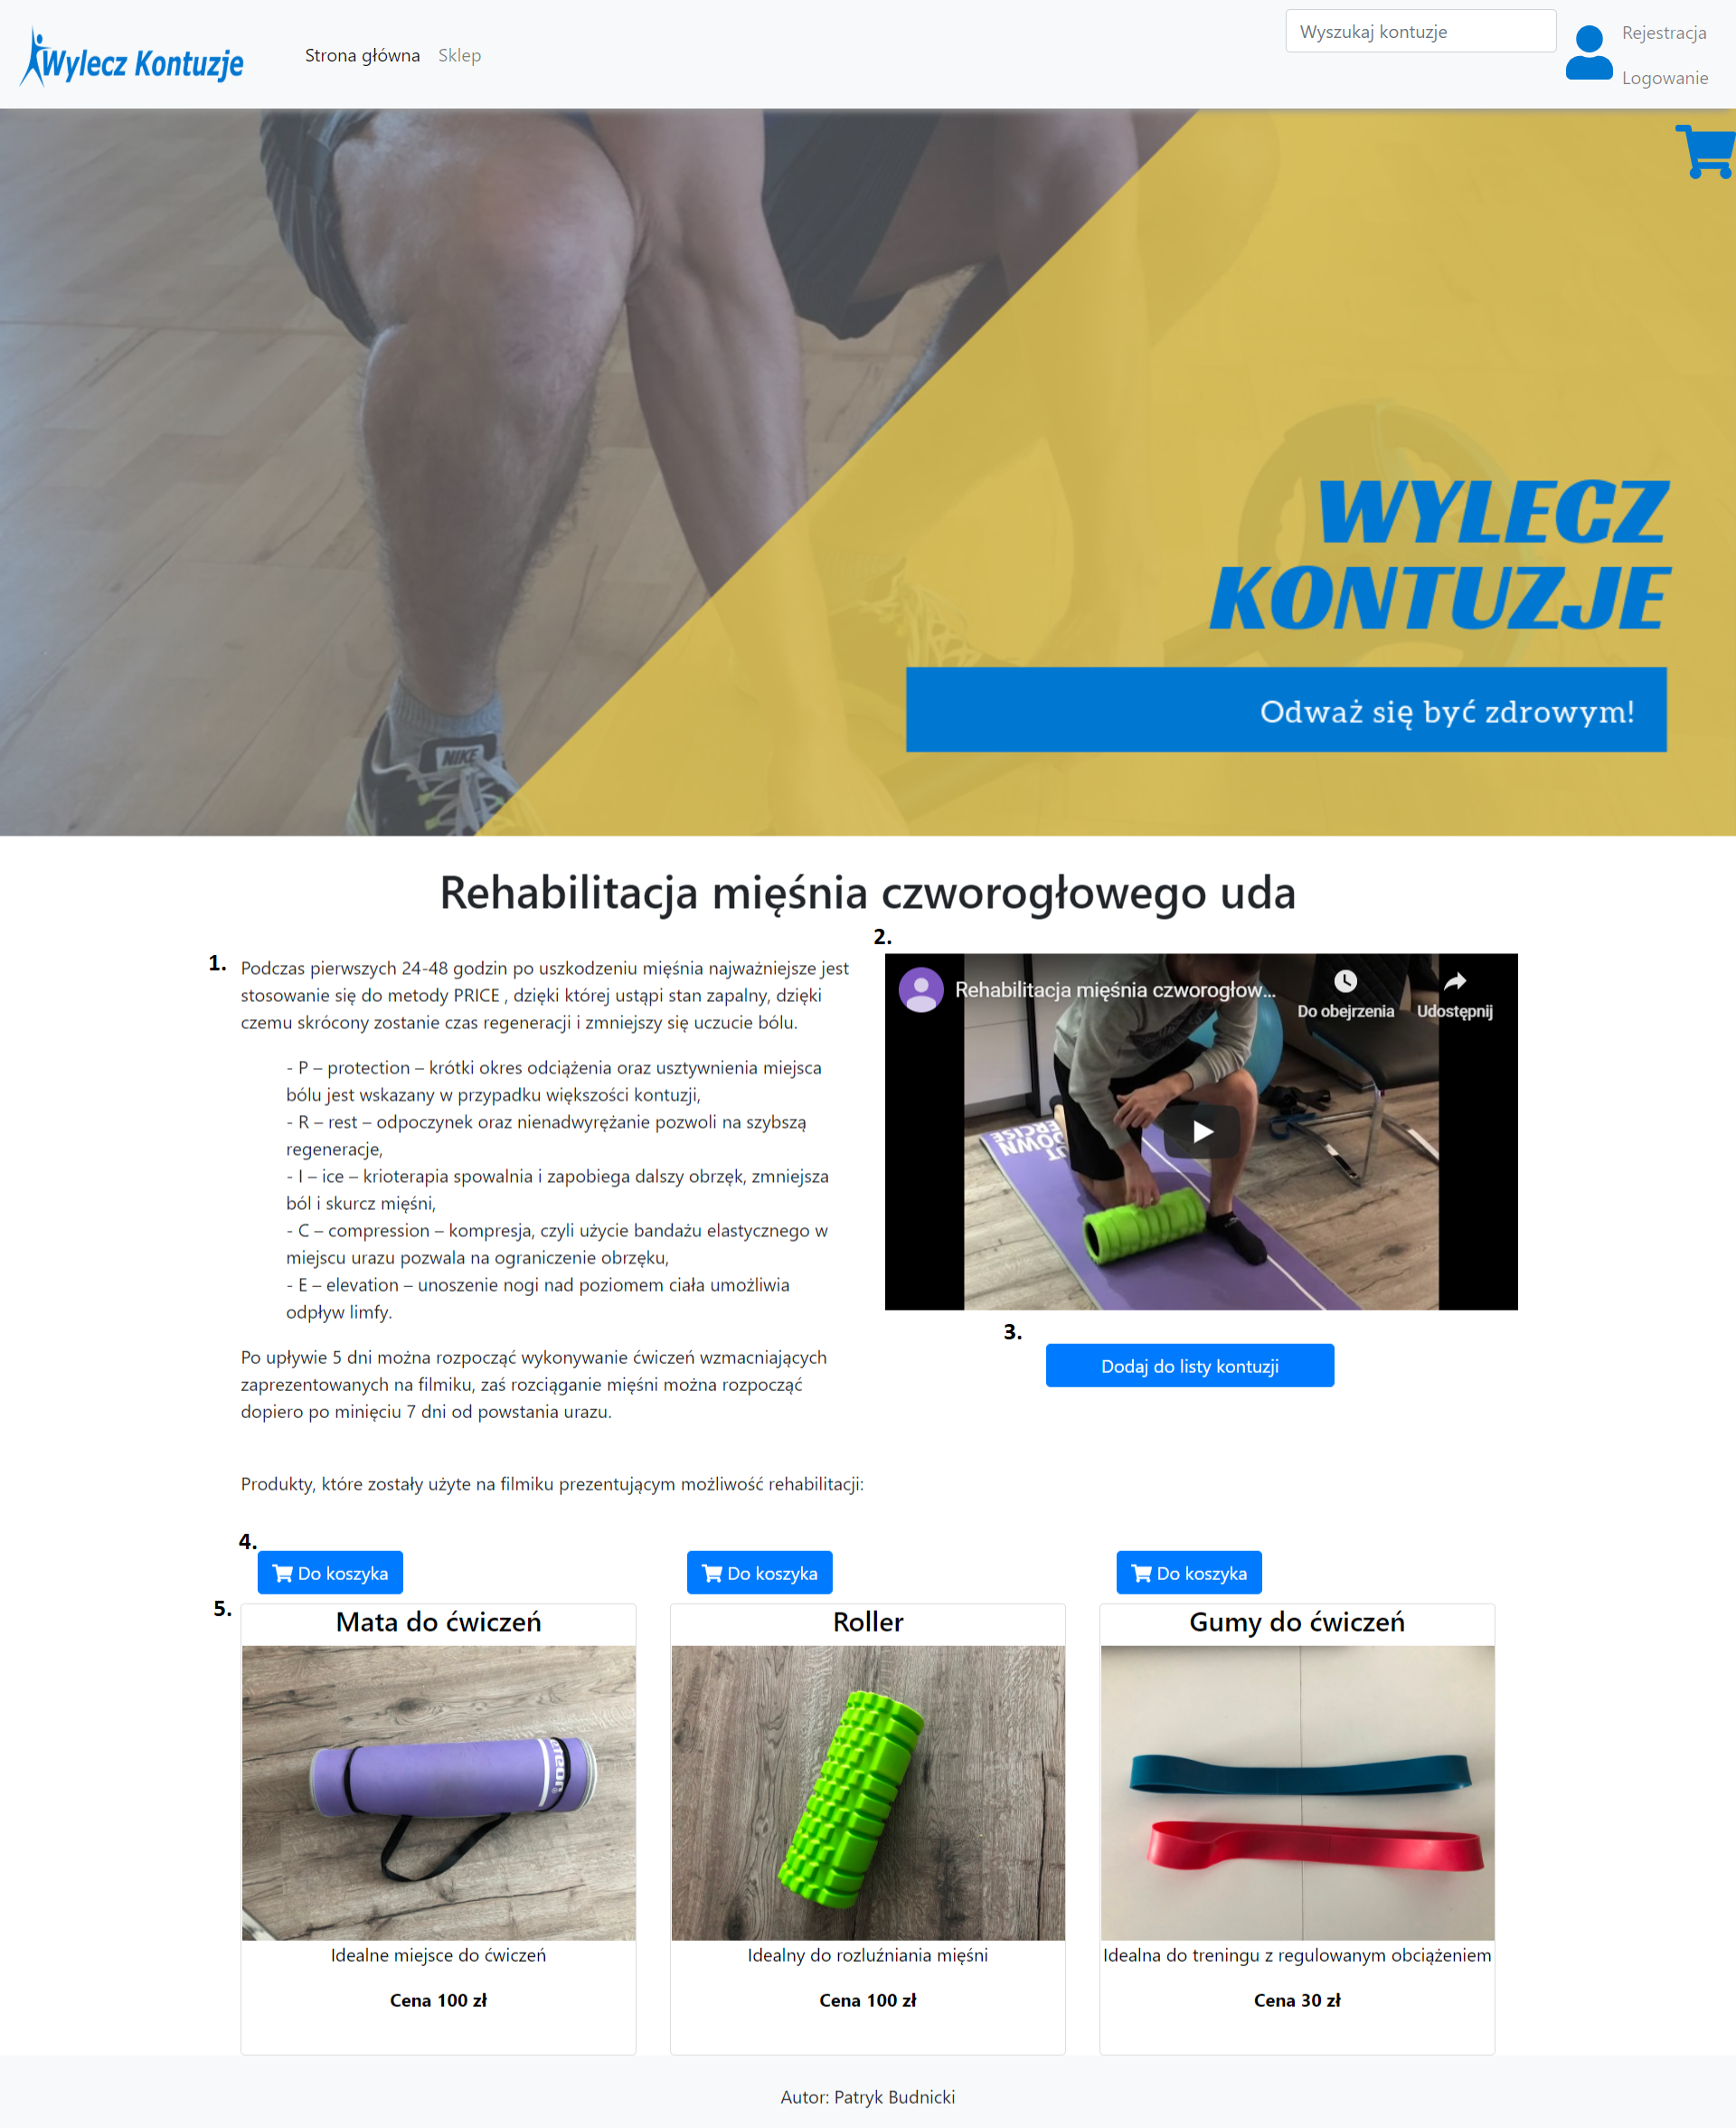 Wylecz Kontuzje
Strona główna
Sklep
Wyszukaj kontuzje
Rejestracja
Logowanie
WYLECZ
KONTUZJE
Odważ się być zdrowym!
NIKE
Rehabilitacja mięśnia czworogłowego uda
1.
Podczas pierwszych 24-48 godzin po uszkodzeniu mięśnia najważniejsze jest
stosowanie się do metody PRICE , dzięki której ustąpi stan zapalny, dzięki
czemu skrócony zostanie czas regeneracji i zmniejszy się uczucie bólu.
- P – protection – krótki okres odciążenia oraz usztywnienia miejsca
bólu jest wskazany w przypadku większości kontuzji,
- R – rest – odpoczynek oraz nienadwyrężanie pozwoli na szybszą
regeneracje,
- I – ice – krioterapia spowalnia i zapobiega dalszy obrzęk, zmniejsza
ból i skurcz mięśni,
- C – compression – kompresja, czyli użycie bandażu elastycznego w
miejscu urazu pozwala na ograniczenie obrzęku,
- E – elevation – unoszenie nogi nad poziomem ciała umożliwia
odpływ limfy.
Po upływie 5 dni można rozpocząć wykonywanie ćwiczeń wzmacniających
zaprezentowanych na filmiku, zaś rozciąganie mięśni można rozpocząć
dopiero po minięciu 7 dni od powstania urazu.
2.
Rehabilitacja mięśnia czworogłow...
Do obejrzenia
Udostępnij
3.
Dodaj do listy kontuzji
Produkty, które zostały użyte na filmiku prezentującym możliwość rehabilitacji:
4.
Do koszyka
Do koszyka
Do koszyka
5.
Mata do ćwiczeń
Roller
Gumy do ćwiczeń
Idealne miejsce do ćwiczeń
Idealny do rozluźniania mięśni
Idealna do treningu z regulowanym obciążeniem
Cena 100 zł
Cena 100 zł
Cena 30 zł
Autor: Patryk Budnicki